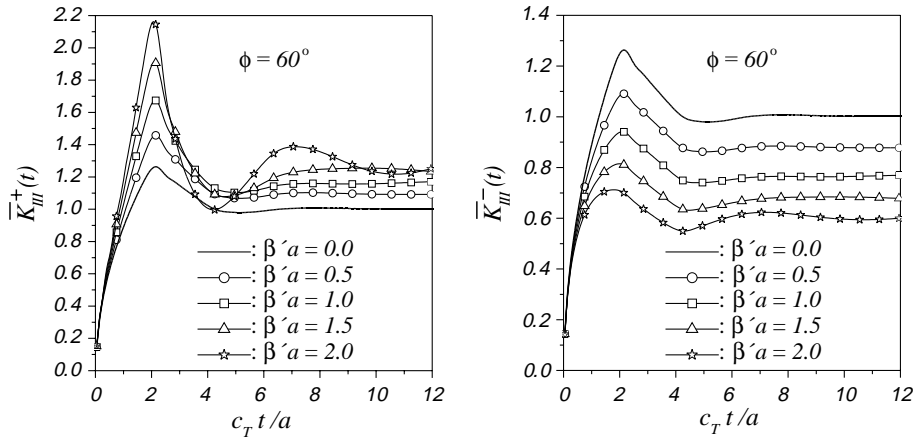 2.2
2.0
1.8
1.6
1.4
1.2
1.0
0.8
0.6
0.4
0.2
0.0
K̅⁺_III(t)
ϕ = 60°
: β´a = 0.0
: β´a = 0.5
: β´a = 1.0
: β´a = 1.5
: β´a = 2.0
0 2 4 6 8 10 12
c_T t/a
1.4
1.2
1.0
0.8
0.6
0.4
0.2
0.0
K̅⁻_III(t)
ϕ = 60°
: β´a = 0.0
: β´a = 0.5
: β´a = 1.0
: β´a = 1.5
: β´a = 2.0
0 2 4 6 8 10 12
c_T t/a